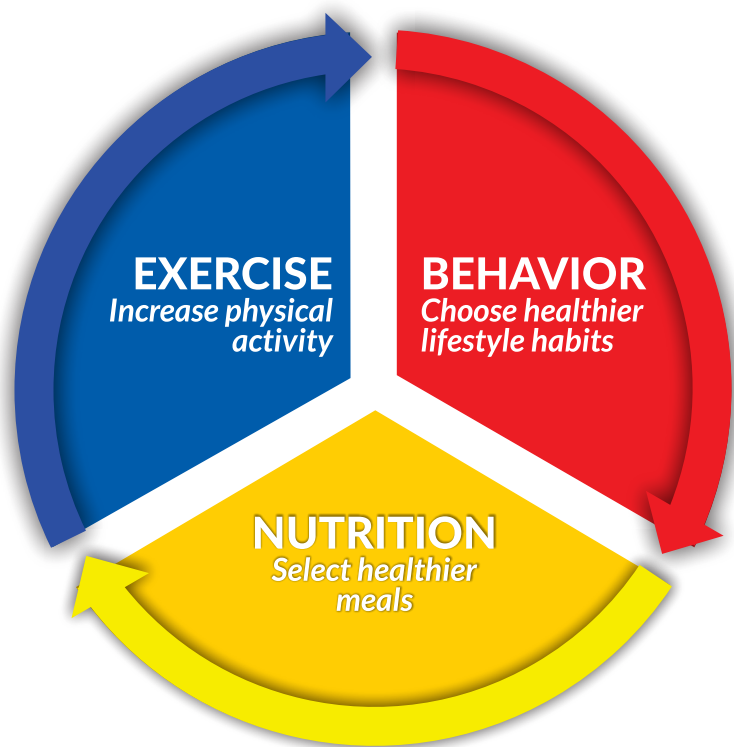 EXERCISE
Increase physical
activity
BEHAVIOR
Choose healthier
lifestyle habits
NUTRITION
Select healthier
meals